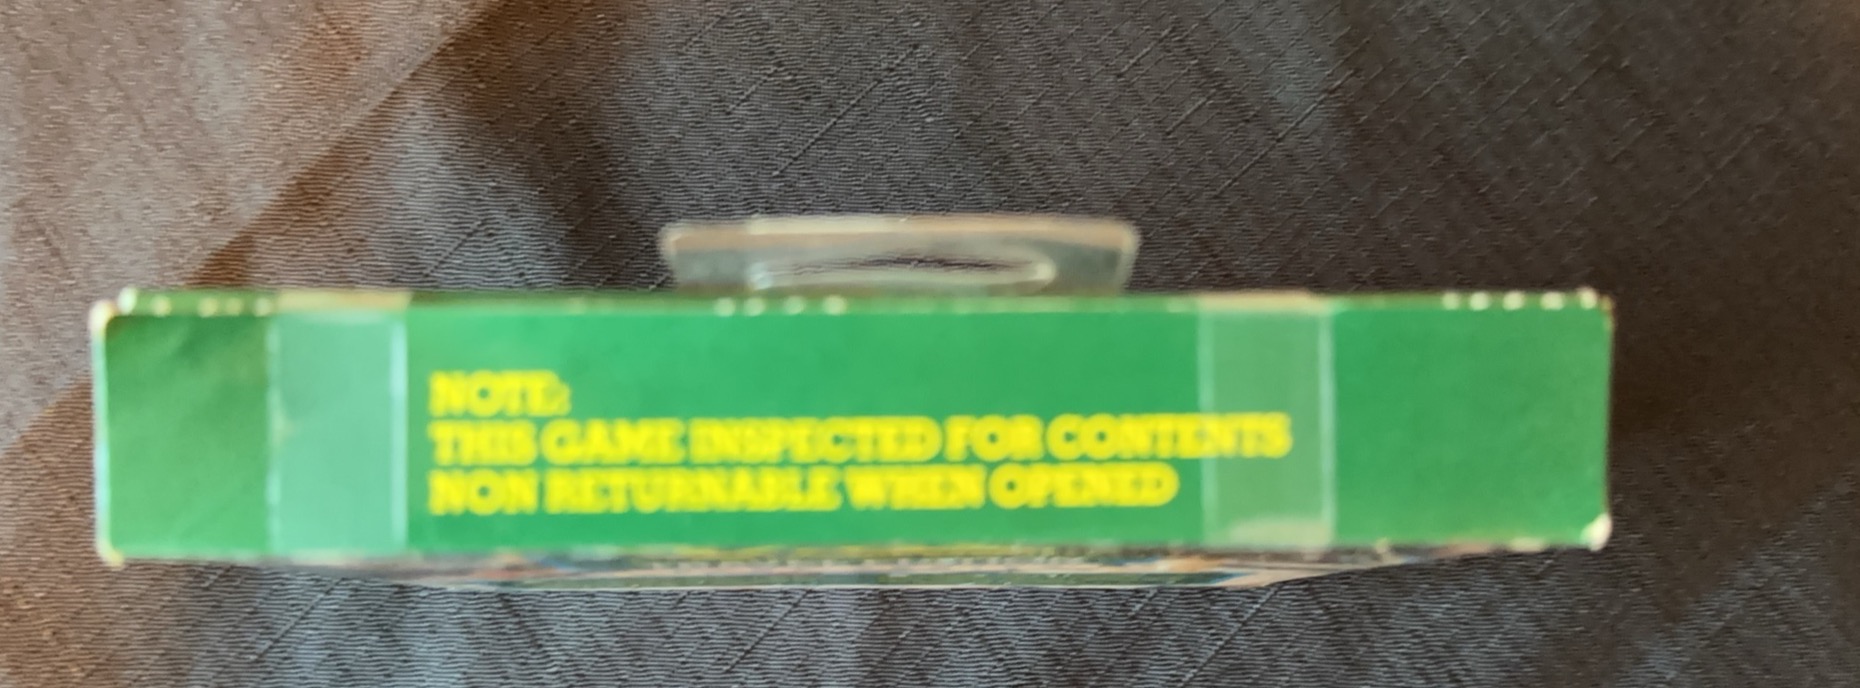 NOTE:
THIS GAME INSPECTED FOR CONTENTS
NON RETURNABLE WHEN OPENED